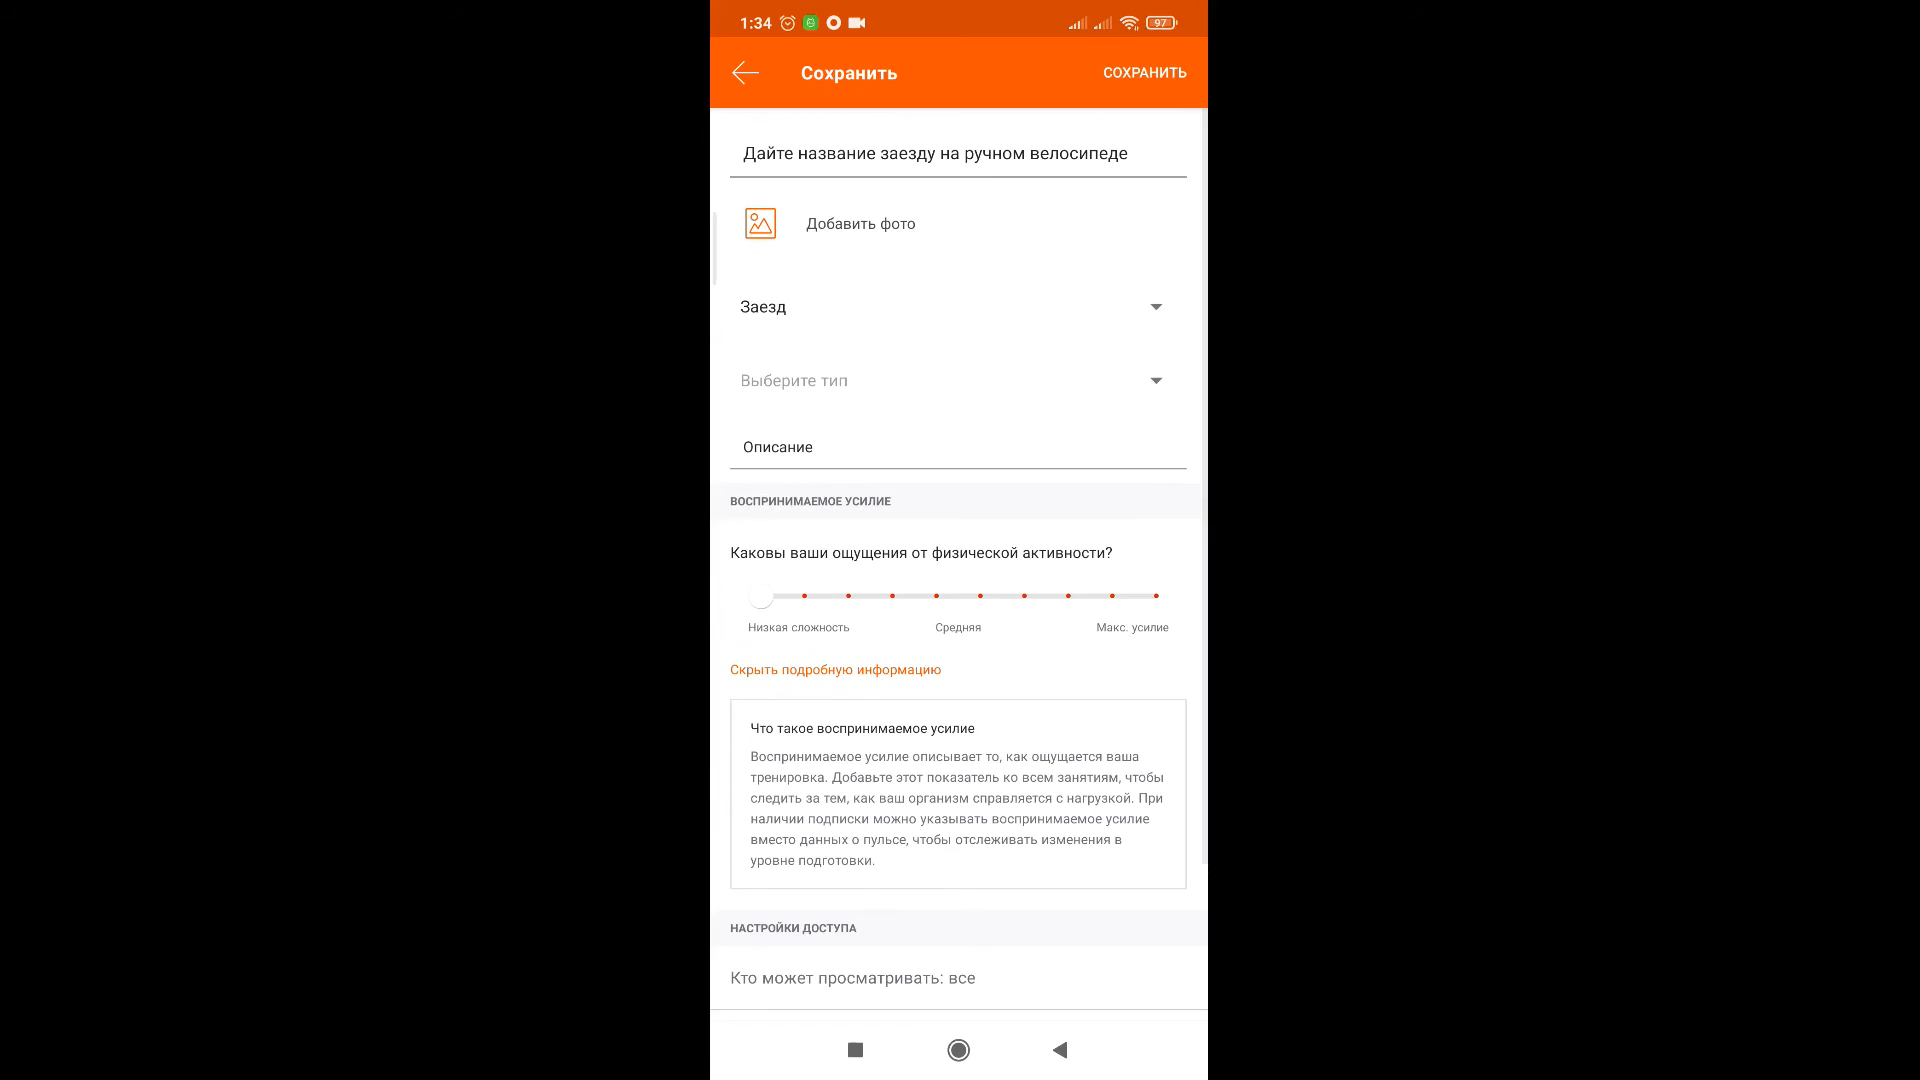 1:34
97
Сохранить
СОХРАНИТЬ
Дайте название заезду на ручном велосипеде
Добавить фото
Заезд
Выберите тип
Описание
ВОСПРИНИМАЕМОЕ УСИЛИЕ
Каковы ваши ощущения от физической активности?
Низкая сложность
Средняя
Макс. усилие
Скрыть подробную информацию
Что такое воспринимаемое усилие
Воспринимаемое усилие описывает то, как ощущается ваша
тренировка. Добавьте этот показатель ко всем занятиям, чтобы
следить за тем, как ваш организм справляется с нагрузкой. При
наличии подписки можно указывать воспринимаемое усилие
вместо данных о пульсе, чтобы отслеживать изменения в
уровне подготовки.
НАСТРОЙКИ ДОСТУПА
Кто может просматривать: все